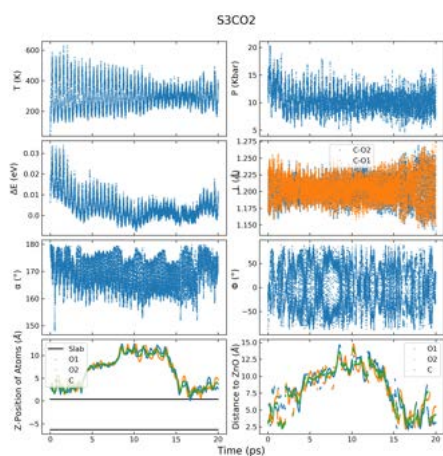 S3CO2
T (K)
600
400
200
P (Kbar)
20
15
10
5
ΔE (eV)
0.03
0.02
0.01
0.0
1.275
1.250
1.225
1.200
1.175
1.150
C-O2
C-O1
α (°)
180
170
160
150
Φ (°)
50
0
-50
Z-Position of Atoms (Å)
10
5
0
-5
Slab
O1
O2
C
Distance to ZnO (Å)
12.5
10.0
7.5
5.0
2.5
O1
O2
C
0 5 10 15 20
0 5 10 15 20
Time (ps)